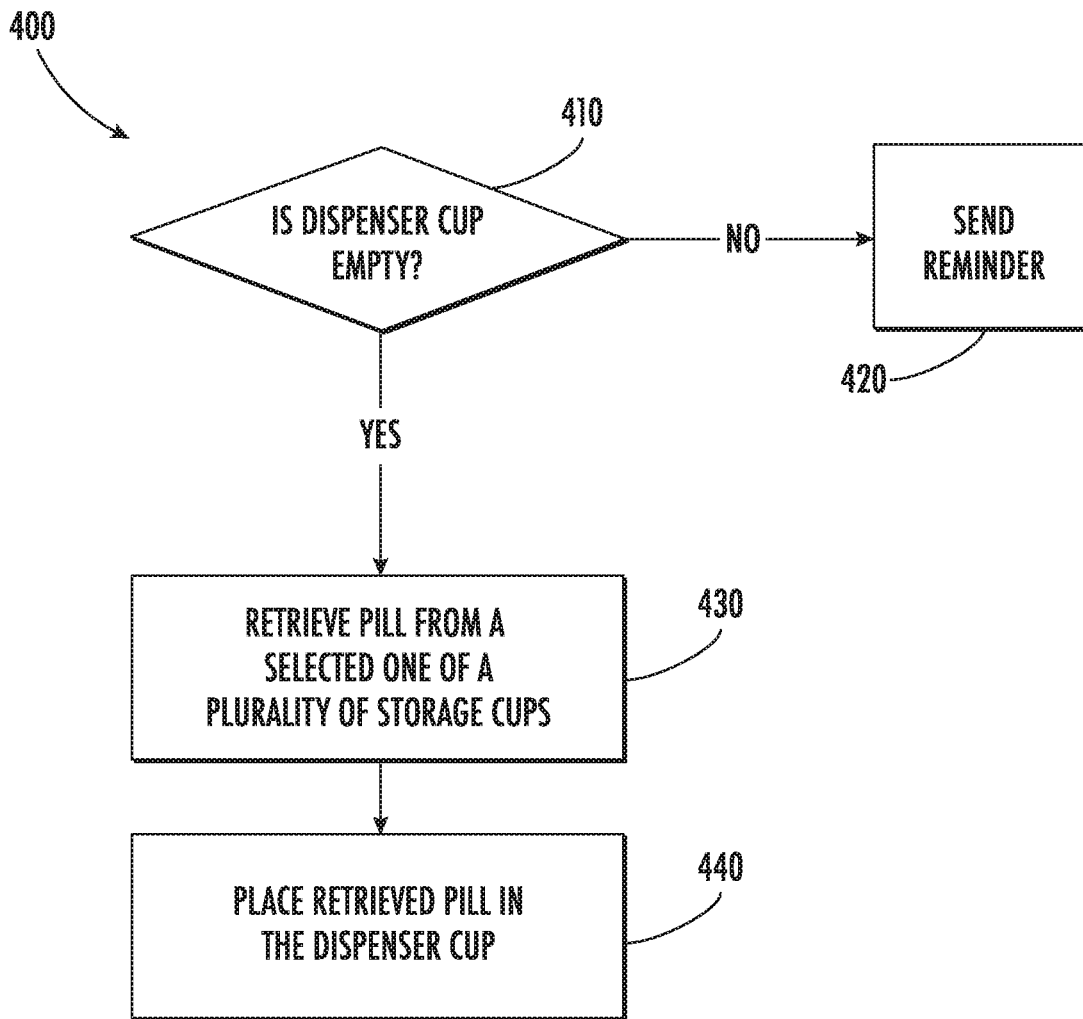 400
410
IS DISPENSER CUP
EMPTY?
NO
SEND
REMINDER
420
YES
RETRIEVE PILL FROM A
SELECTED ONE OF A
PLURALITY OF STORAGE CUPS
430
PLACE RETRIEVED PILL IN
THE DISPENSER CUP
440